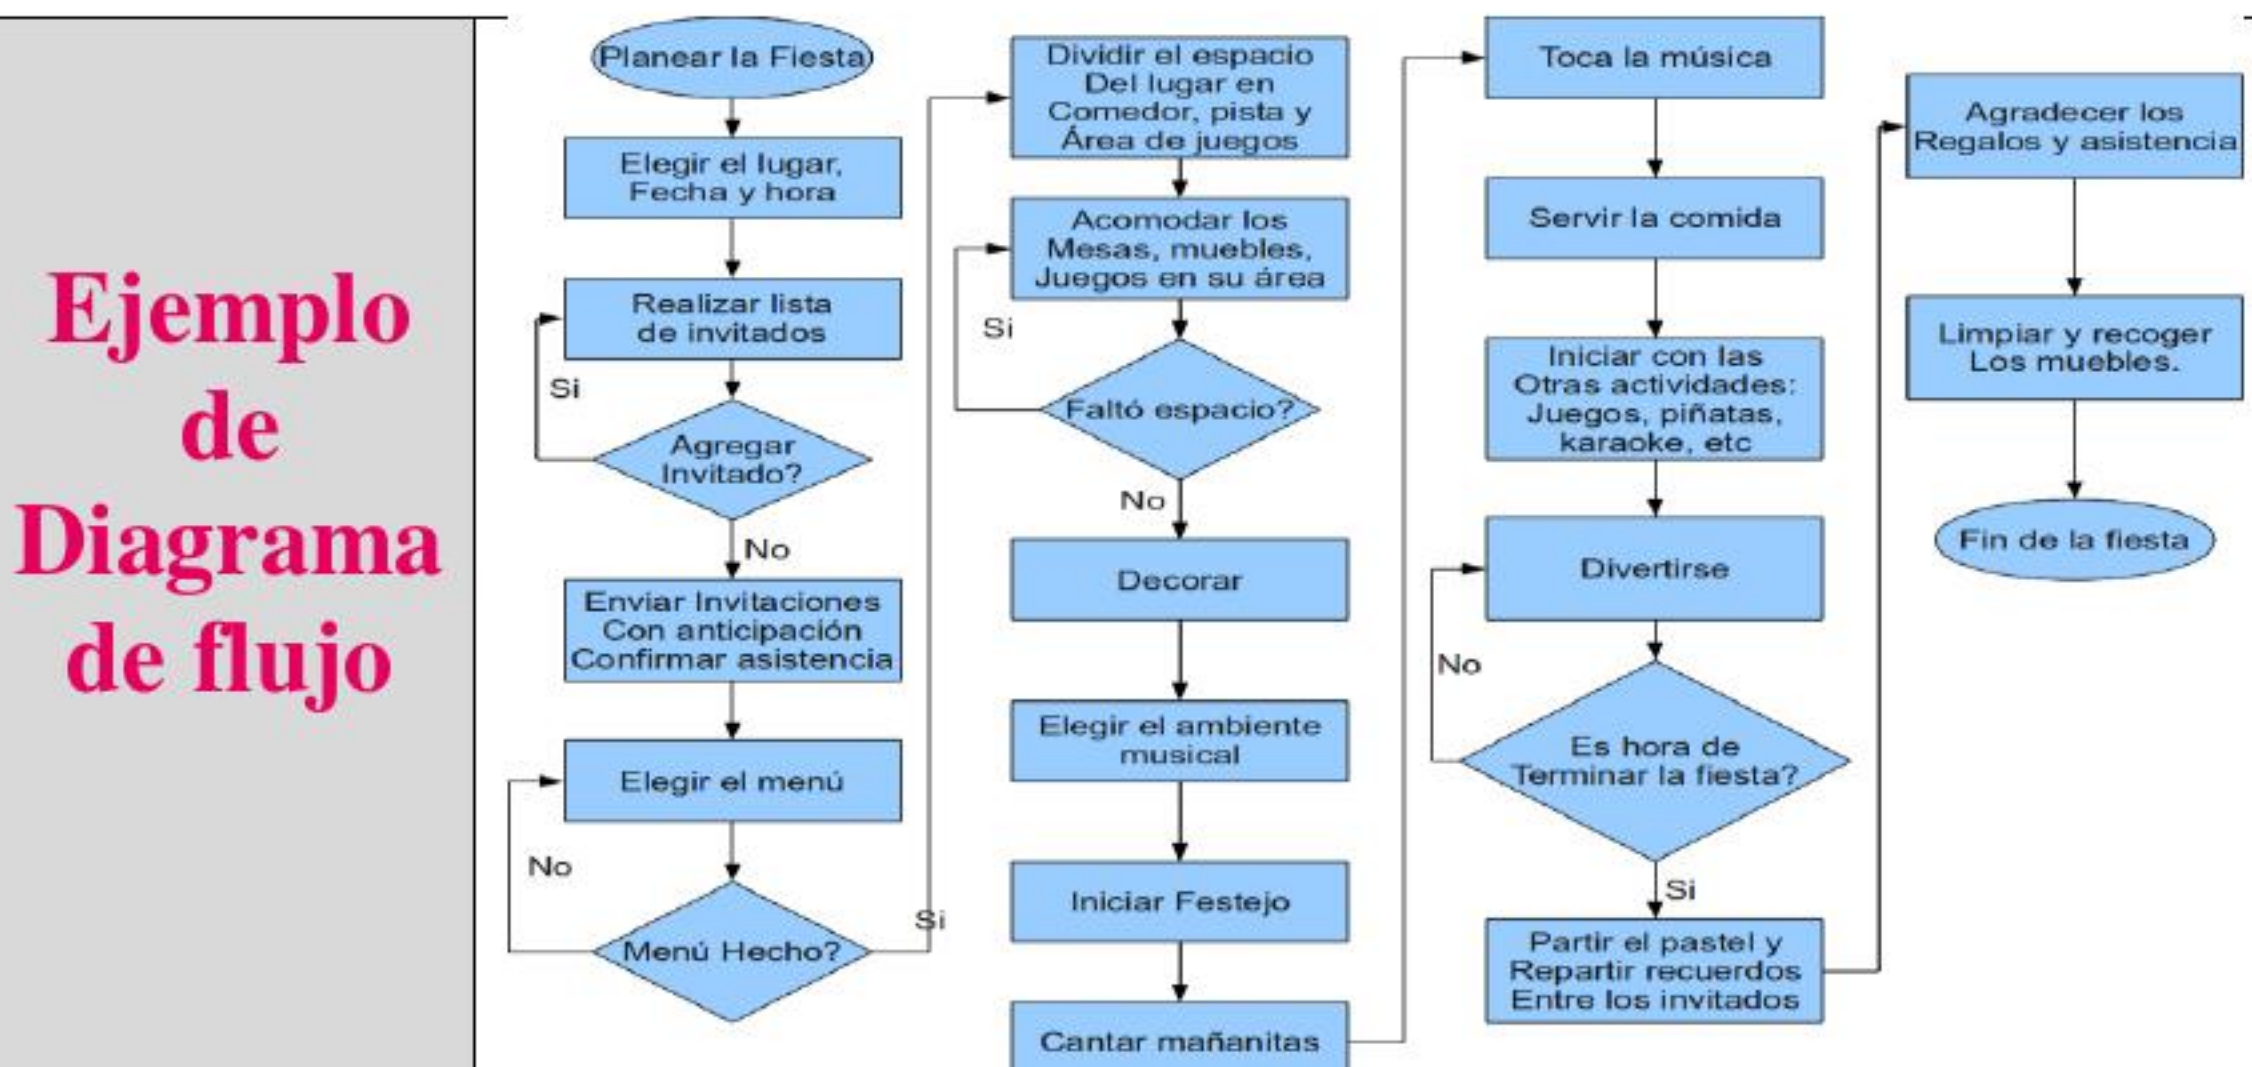 Ejemplo
de
Diagrama
de flujo
Planear la Fiesta
Elegir el lugar,
Fecha y hora
Realizar lista
de invitados
Si
Agregar
Invitado?
No
Enviar Invitaciones
Con anticipación
Confirmar asistencia
Elegir el menú
No
Menú Hecho?
Si
Dividir el espacio
Del lugar en
Comedor, pista y
Área de juegos
Acomodar los
Mesas, muebles,
Juegos en su área
Si
Faltó espacio?
No
Decorar
Elegir el ambiente
musical
Iniciar Festejo
Cantar mañanitas
Toca la música
Servir la comida
Iniciar con las
Otras actividades:
Juegos, piñatas,
karaoke, etc
Divertirse
No
Es hora de
Terminar la fiesta?
Si
Partir el pastel y
Repartir recuerdos
Entre los invitados
Agradecer los
Regalos y asistencia
Limpiar y recoger
Los muebles.
Fin de la fiesta